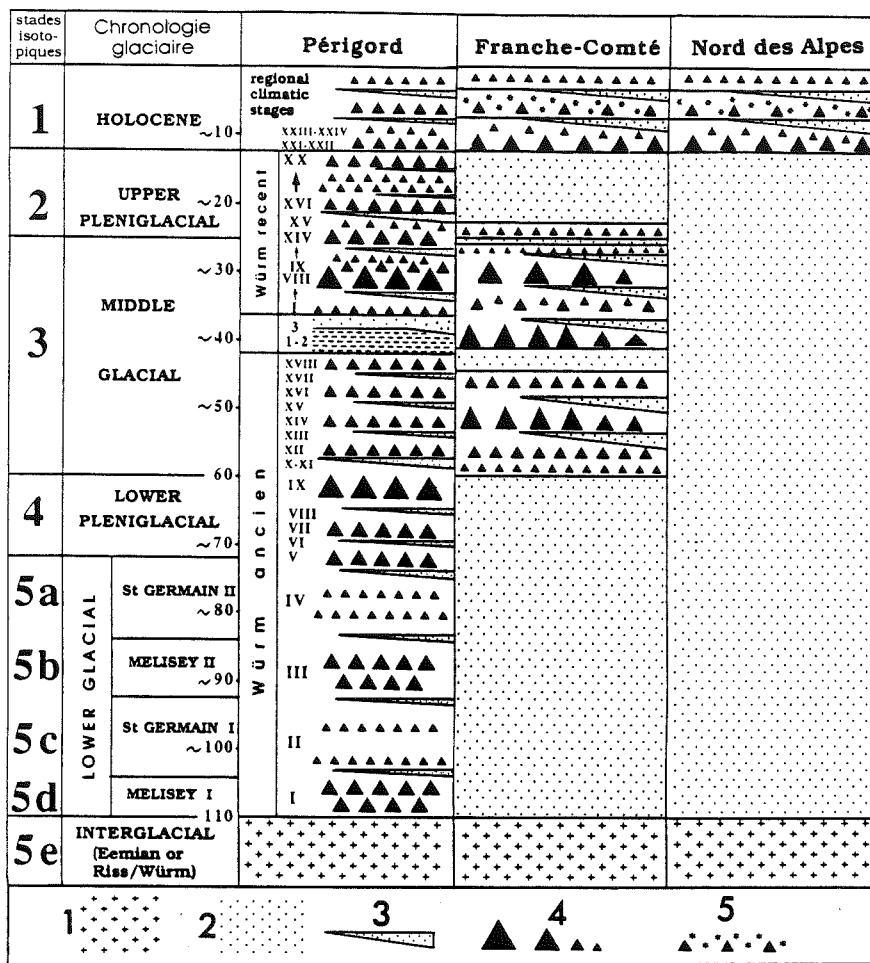 stades
isoto-
piques
Chronologie
glaciaire
Périgord
Franche-Comté
Nord des Alpes
regional
climatic
stages
1
HOLOCENE
~10
XXIII-XXIV
XXI-XXII
XX
2
UPPER
PLENIGLACIAL
~20
Würm recent
XVI
XV
XIV
3
MIDDLE
GLACIAL
~30
IX
VIII
I
~40
3
1-2
~50
60
Würm ancien
XVIII
XVII
XVI
XV
XIV
XIII
XII
X-XI
4
LOWER
PLENIGLACIAL
~70
IX
VIII
VII
VI
V
LOWER GLACIAL
5a
St GERMAIN II
~80
IV
5b
MELISEY II
~90
III
5c
St GERMAIN I
~100
II
5d
MELISEY I
110
I
5e
INTERGLACIAL
(Eemian or
Riss/Würm)
1
2
3
4
5